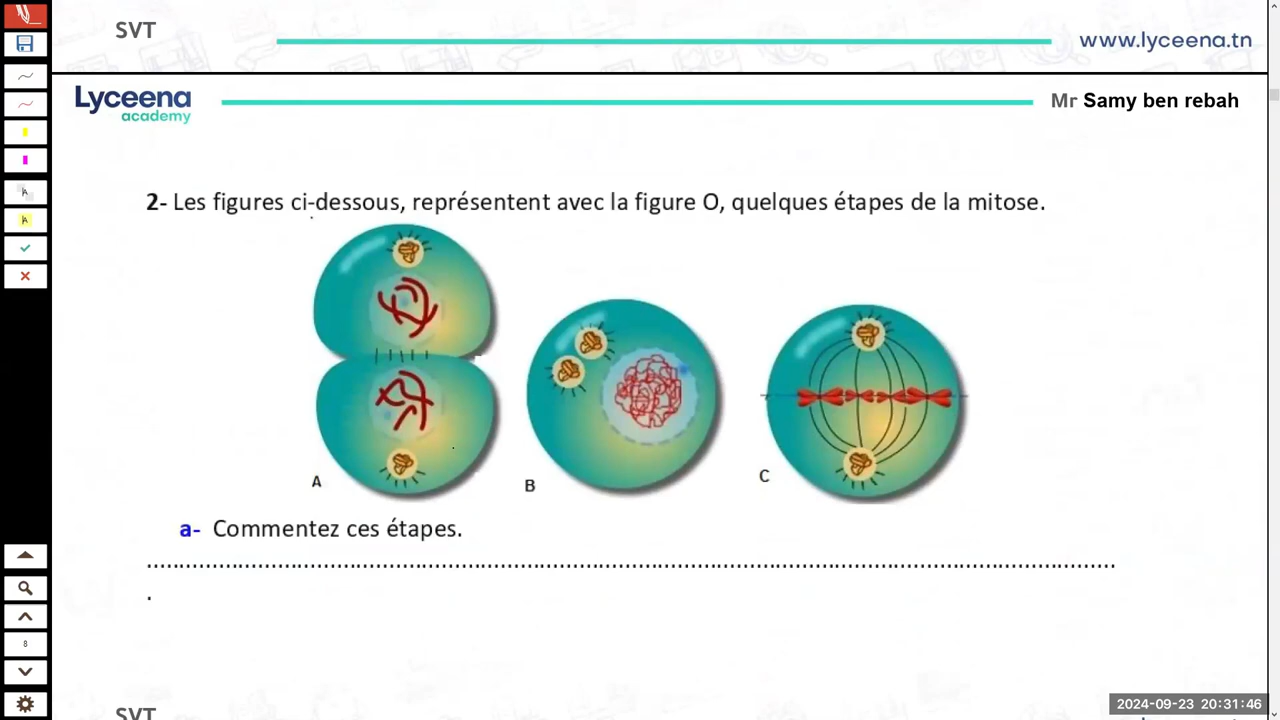 SVT
www.lyceena.tn
Lyceena
academy
Mr Samy ben rebah
2- Les figures ci-dessous, représentent avec la figure O, quelques étapes de la mitose.
A
B
C
a- Commentez ces étapes.
.......................................................................................................................................................
.
8
2024-09-23 20:31:46
SVT